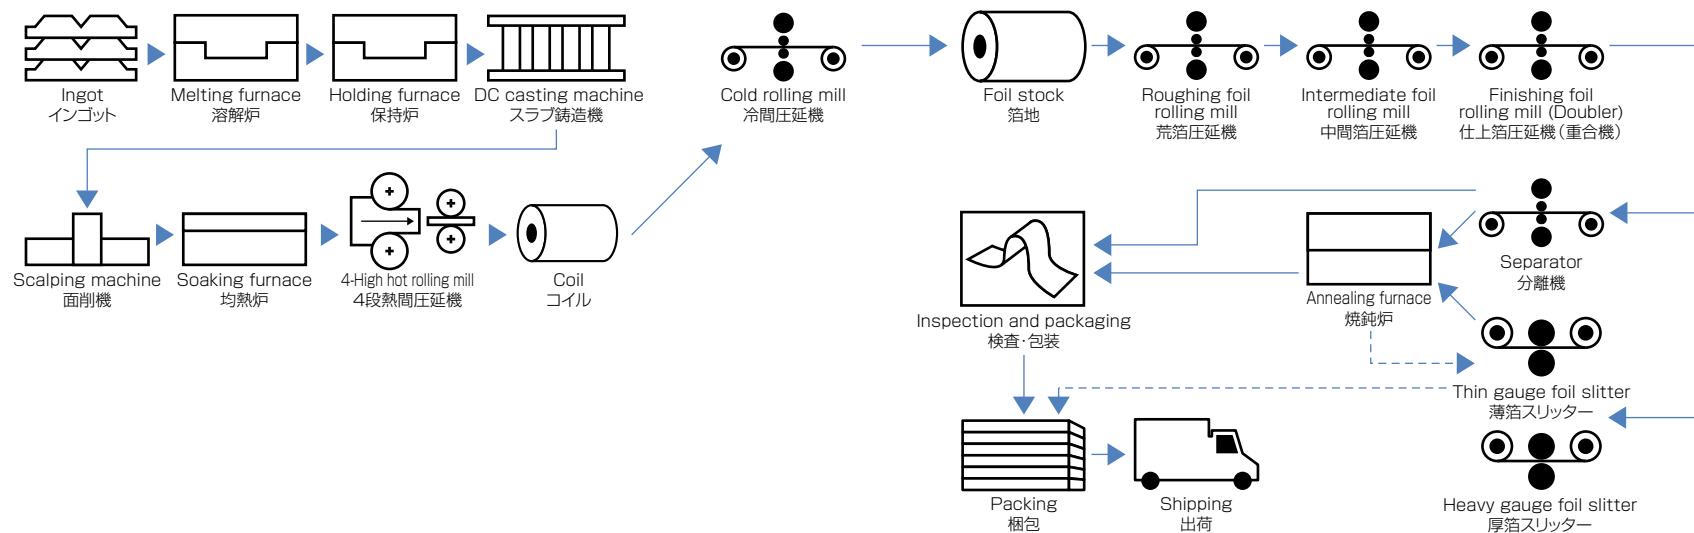 Ingot
インゴット
Melting furnace
溶解炉
Holding furnace
保持炉
DC casting machine
スラブ鋳造機
Cold rolling mill
冷間圧延機
Foil stock
箔地
Roughing foil
rolling mill
荒箔圧延機
Intermediate foil
rolling mill
中間箔圧延機
Finishing foil
rolling mill (Doubler)
仕上箔圧延機(重合機)
Scalping machine
面削機
Soaking furnace
均熱炉
4-High hot rolling mill
4段熱間圧延機
Coil
コイル
Separator
分離機
Annealing furnace
焼鈍炉
Inspection and packaging
検査・包装
Thin gauge foil slitter
薄箔スリッター
Packing
梱包
Shipping
出荷
Heavy gauge foil slitter
厚箔スリッター